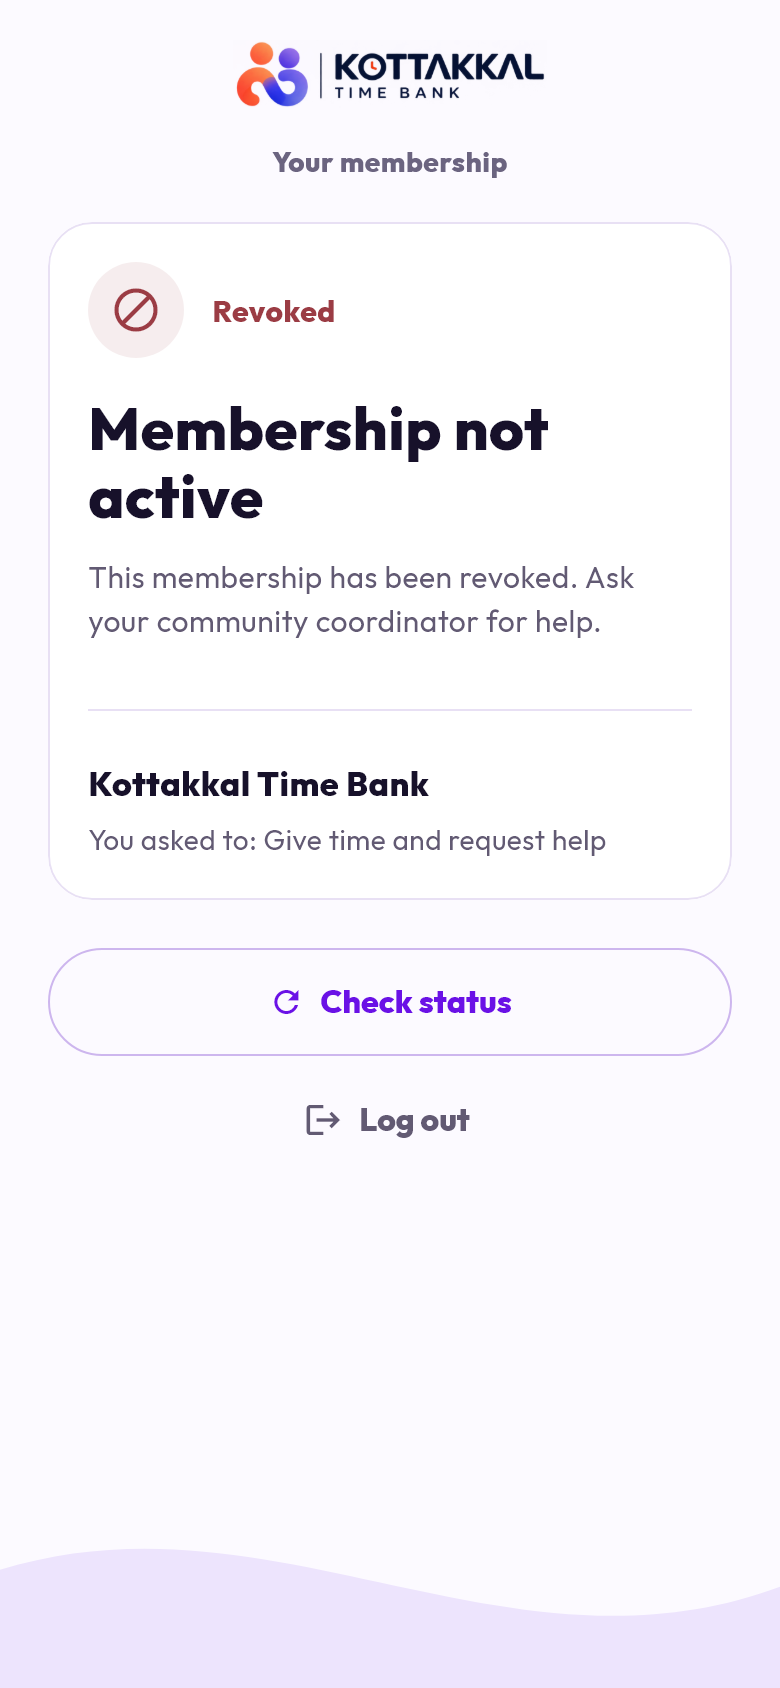 KOTTAKKAL
TIME BANK
Your membership
Revoked
Membership not
active
This membership has been revoked. Ask
your community coordinator for help.
Kottakkal Time Bank
You asked to: Give time and request help
Check status
Log out